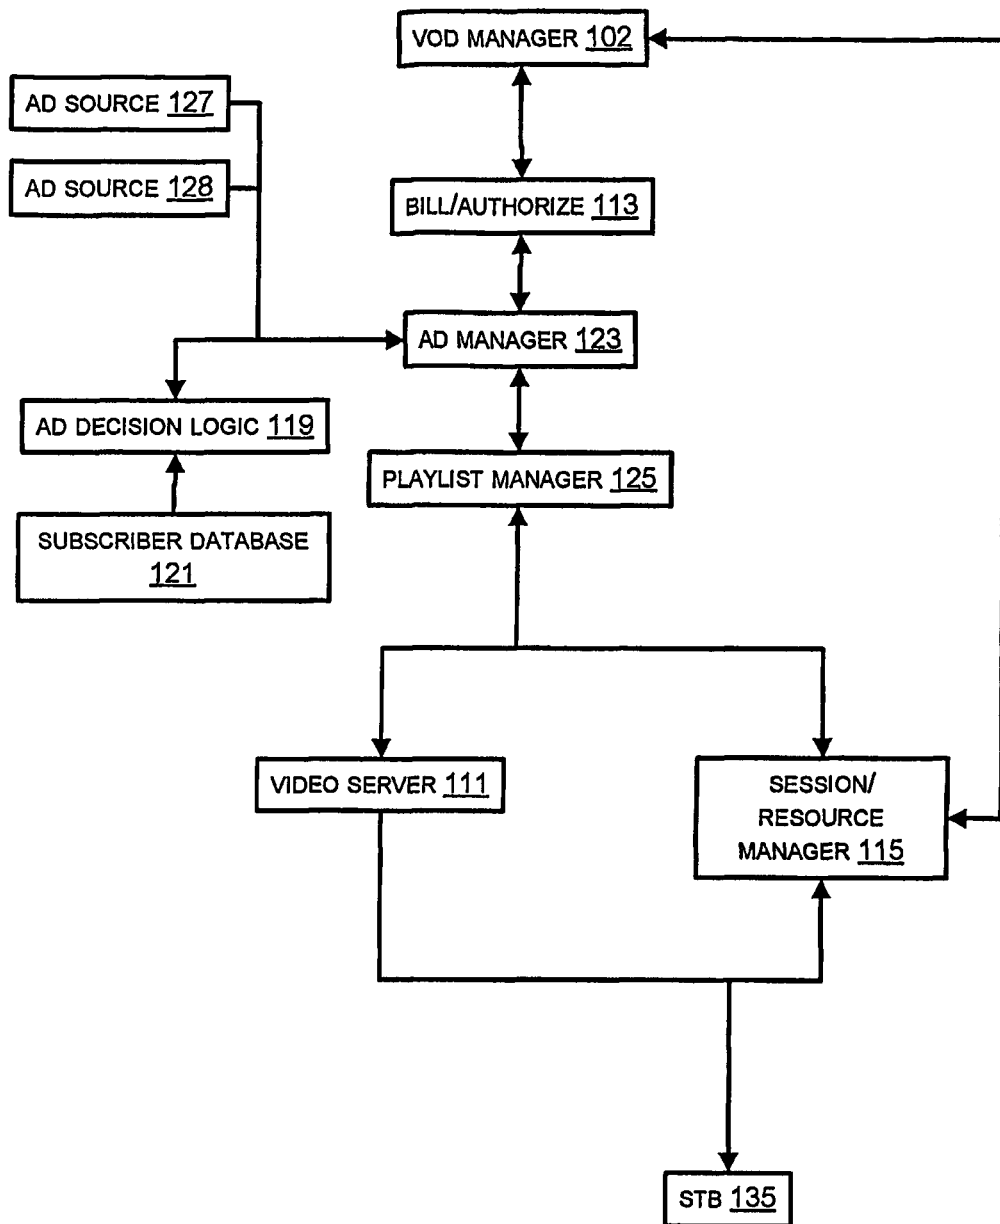 VOD MANAGER 102
AD SOURCE 127
AD SOURCE 128
BILL/AUTHORIZE 113
AD MANAGER 123
AD DECISION LOGIC 119
PLAYLIST MANAGER 125
SUBSCRIBER DATABASE
121
VIDEO SERVER 111
SESSION/
RESOURCE
MANAGER 115
STB 135